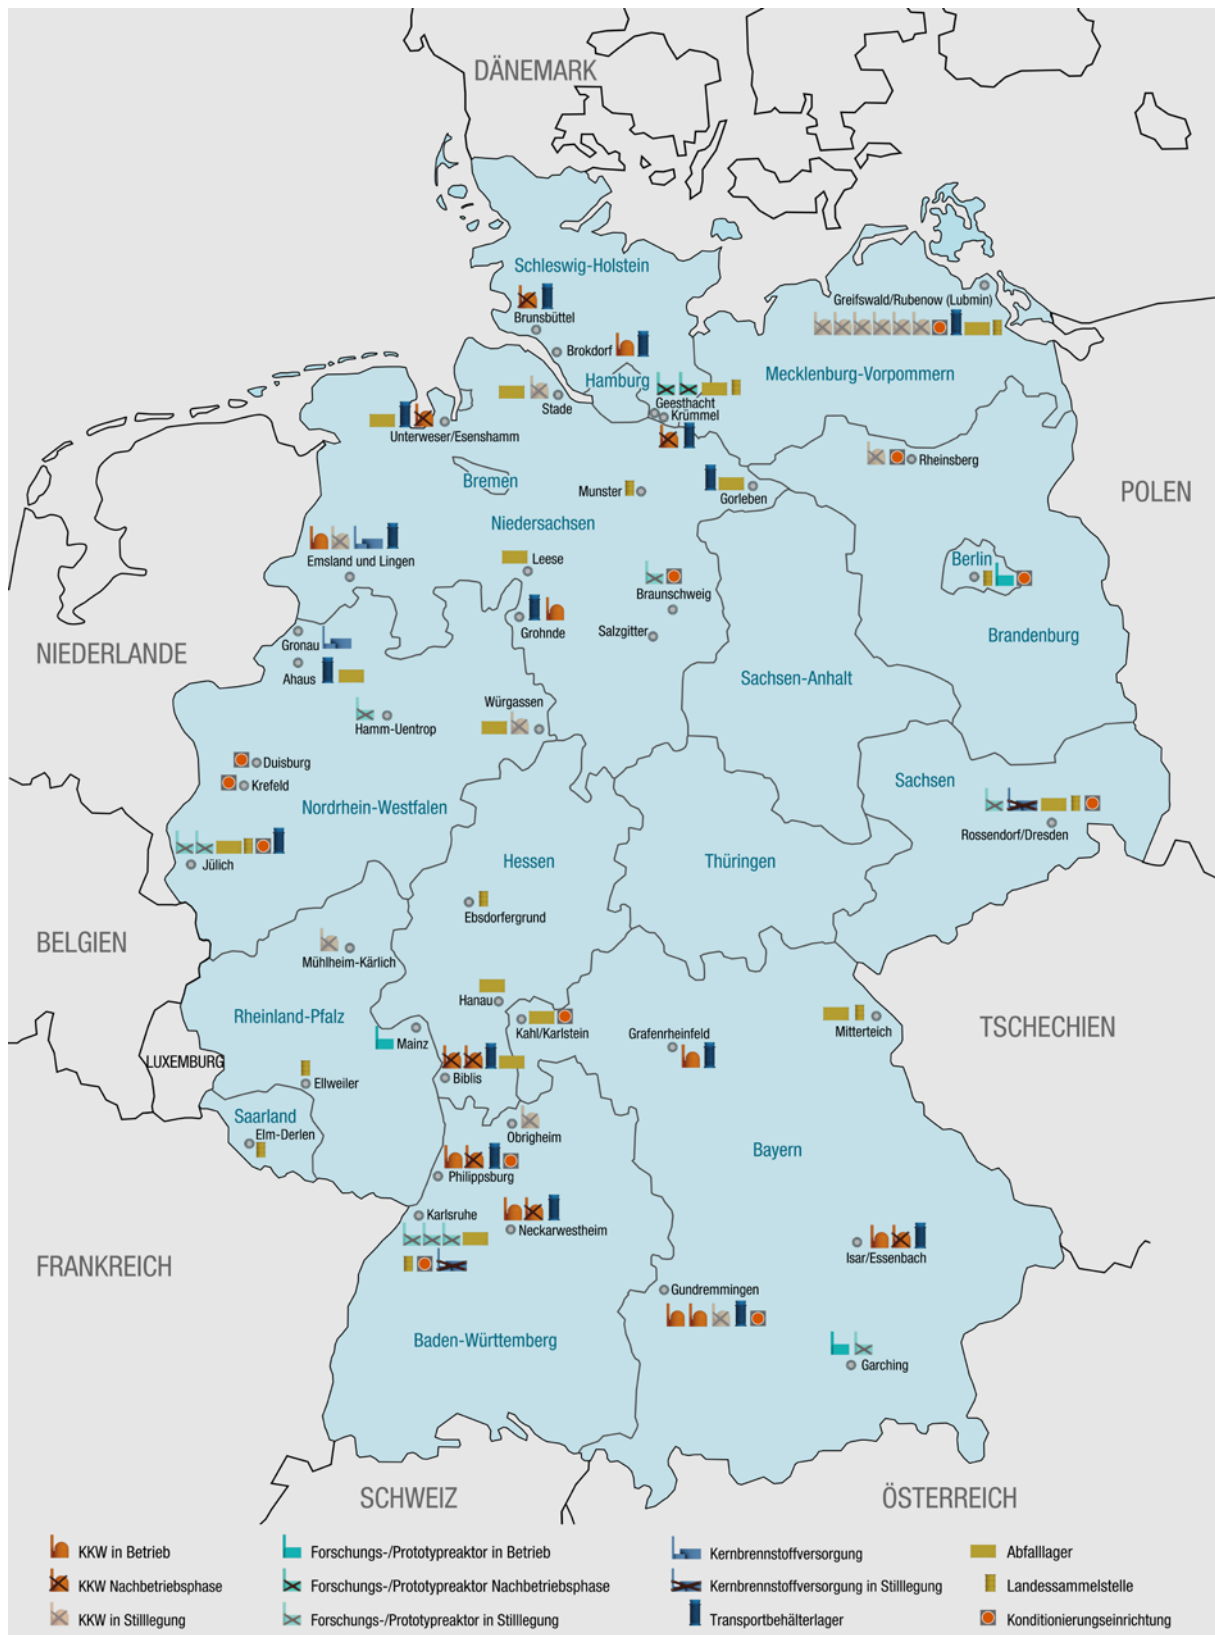 DÄNEMARK
Schleswig-Holstein
Brunsbüttel
Greifswald/Rubenow (Lubmin)
Brokdorf
Hamburg
Mecklenburg-Vorpommern
Stade
Geesthacht
Krümmel
Unterweser/Esenshamm
Rheinsberg
Bremen
Munster
Gorleben
POLEN
Niedersachsen
Emsland und Lingen
Leese
Berlin
Braunschweig
Grohnde
Salzgitter
Brandenburg
Gronau
NIEDERLANDE
Ahaus
Sachsen-Anhalt
Würgassen
Hamm-Uentrop
Duisburg
Krefeld
Sachsen
Nordrhein-Westfalen
Rossendorf/Dresden
Jülich
Hessen
Thüringen
Ebsdorfergrund
BELGIEN
Mühlheim-Kärlich
Hanau
Rheinland-Pfalz
Kahl/Karlstein
Grafenrheinfeld
Mitterteich
TSCHECHIEN
Mainz
LUXEMBURG
Biblis
Ellweiler
Saarland
Elm-Derlen
Obrigheim
Bayern
Philippsburg
Karlsruhe
Neckarwestheim
Isar/Essenbach
FRANKREICH
Gundremmingen
Baden-Württemberg
Garching
SCHWEIZ
ÖSTERREICH
KKW in Betrieb
KKW Nachbetriebsphase
KKW in Stilllegung
Forschungs-/Prototypreaktor in Betrieb
Forschungs-/Prototypreaktor Nachbetriebsphase
Forschungs-/Prototypreaktor in Stilllegung
Kernbrennstoffversorgung
Kernbrennstoffversorgung in Stilllegung
Transportbehälterlager
Abfalllager
Landessammelstelle
Konditionierungseinrichtung